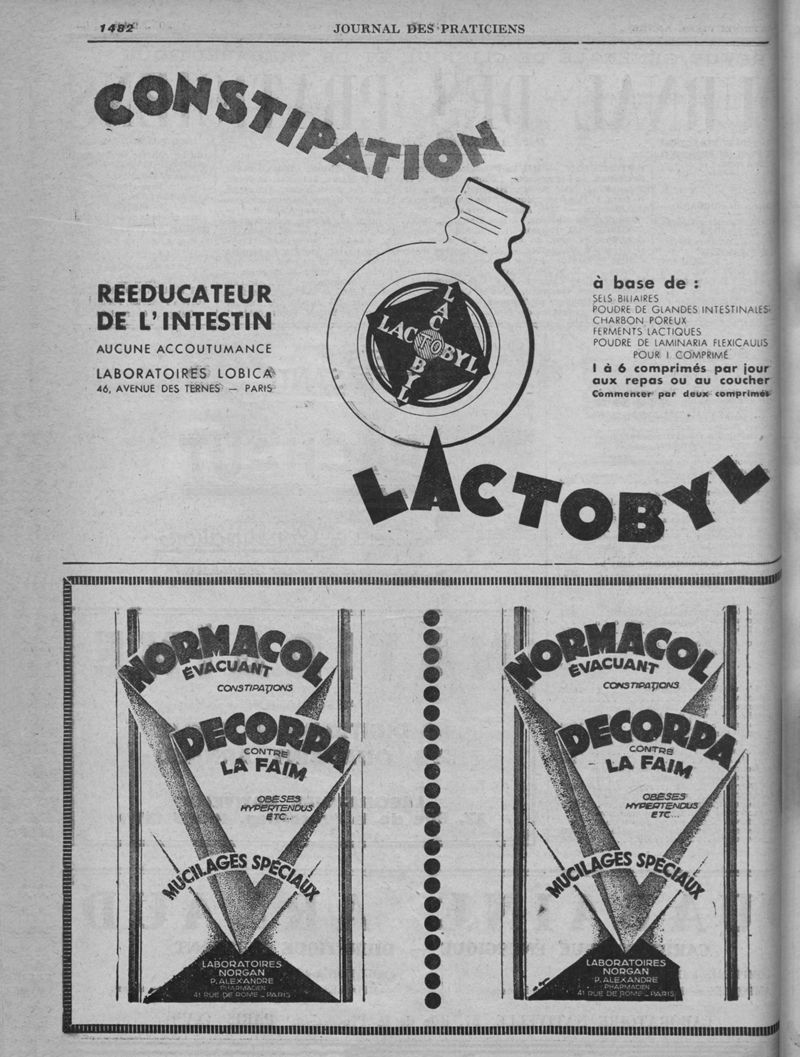 1482
JOURNAL DES PRATICIENS
CONSTIPATION
REEDUCATEUR
DE L'INTESTIN
AUCUNE ACCOUTUMANCE
LABORATOIRES LOBICA
46, AVENUE DES TERNES — PARIS
LACTOBYL
LACTOBYL
à base de :
SELS BILIAIRES
POUDRE DE GLANDES INTESTINALES
CHARBON POREUX
FERMENTS LACTIQUES
POUDRE DE LAMINARIA FLEXICAULIS
POUR 1 COMPRIMÉ
1 à 6 comprimés par jour
aux repas ou au coucher
Commencer par deux comprimés
LACTOBYL
NORMACOL
ÉVACUANT
CONSTIPATIONS
DECORPA
CONTRE
LA FAIM
OBÈSES
HYPERTENDUS
ETC..
MUCILAGES SPÉCIAUX
LABORATOIRES
NORGAN
P. ALEXANDRE
PHARMACIEN
41 RUE DE ROME _ PARIS
NORMACOL
ÉVACUANT
CONSTIPATIONS
DECORPA
CONTRE
LA FAIM
OBÈSES
HYPERTENDUS
ETC...
MUCILAGES SPÉCIAUX
LABORATOIRES
NORGAN
P. ALEXANDRE
PHARMACIEN
41 RUE DE ROME _ PARIS